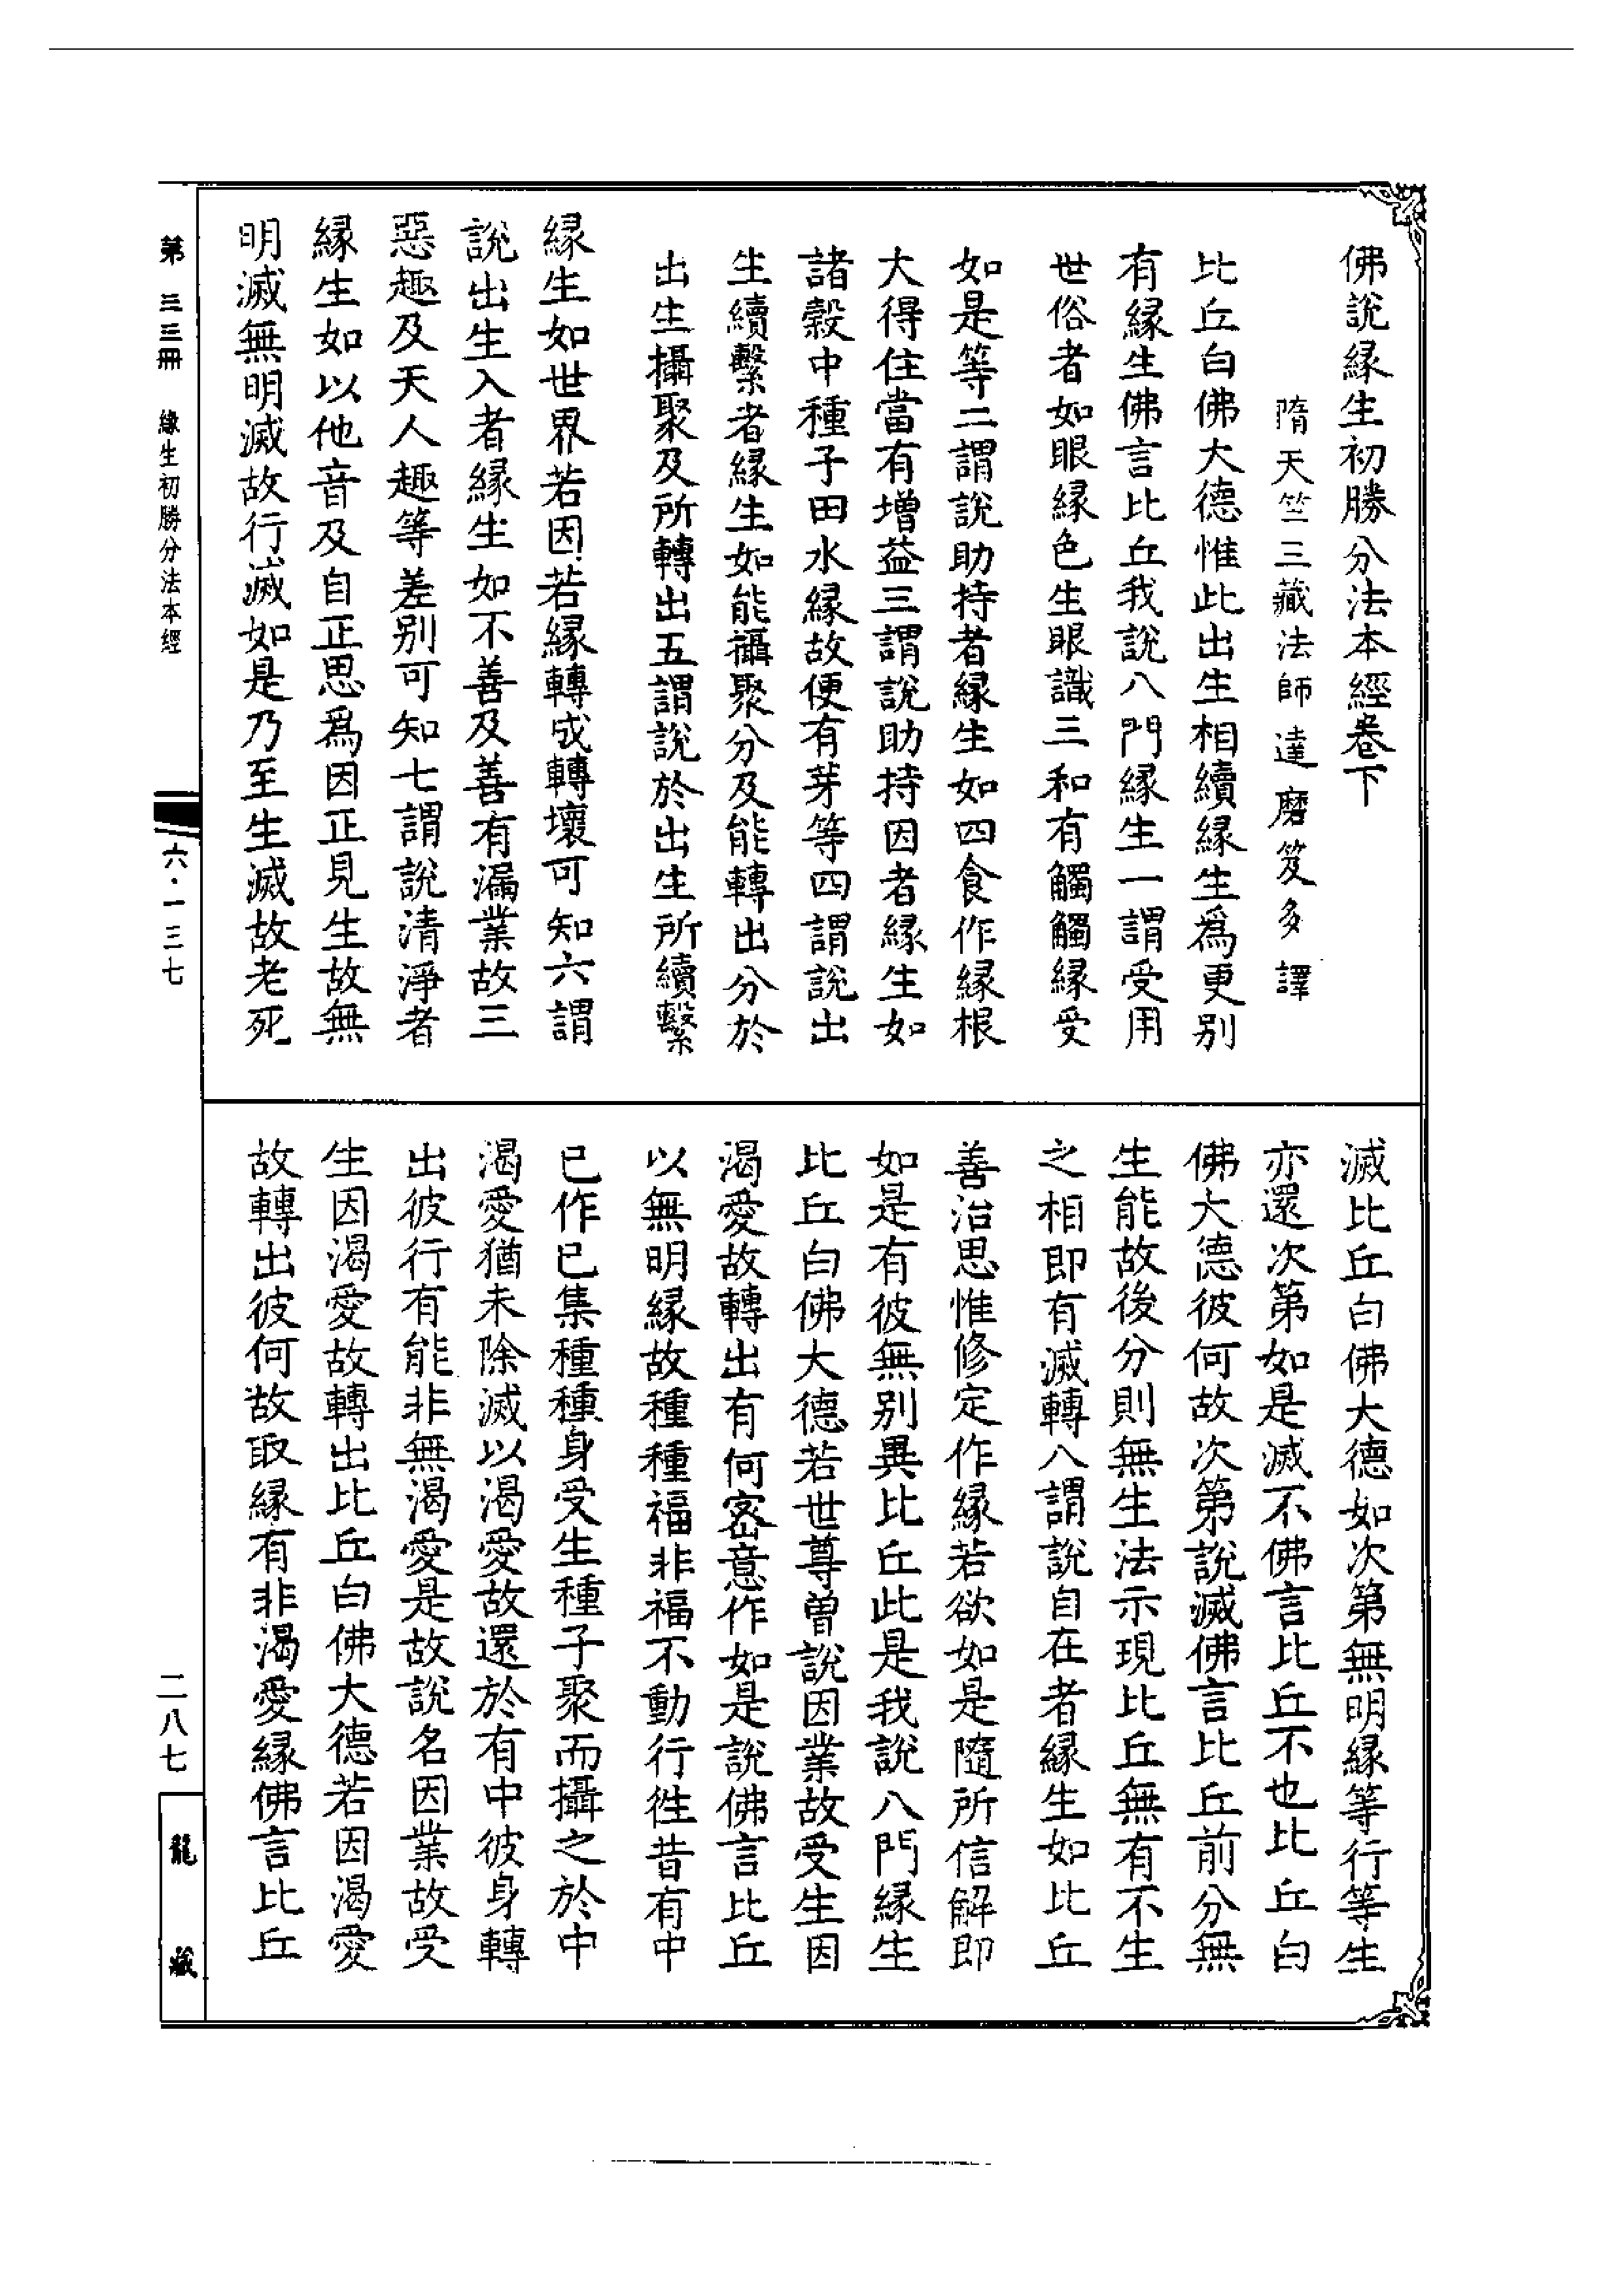 佛說緣生初勝分法本經卷下
隋天竺三藏法師達磨笈多譯
比丘白佛大德惟此出生相續緣生爲更別
有緣生佛言比丘我說八門緣生一謂受用
世俗者如眼緣色生眼識三和有觸觸緣受
如是等二謂說助持者緣生如四食作緣根
大得住當有增益三謂說助持因者緣生如
諸穀中種子田水緣故便有芽等四謂說出
生續繫者緣生如能攝聚分及能轉出分於
出生攝聚及所轉出五謂說於出生所續繫
緣生如世界若因若緣轉成轉壞可知六謂
說出生入者緣生如不善及善有漏業故三
惡趣及天人趣等差別可知七謂說清淨者
緣生如以他音及自正思爲因正見生故無
明滅無明滅故行滅如是乃至生滅故老死
滅比丘白佛大德如次第無明緣等行等生
亦還次第如是滅不佛言比丘不也比丘白
佛大德彼何故次第說滅佛言比丘前分無
生能故後分則無生法示現比丘無有不生
之相即有滅轉八謂說自在者緣生如比丘
善治思惟修定作緣若欲如是隨所信解即
如是有彼無別異比丘此是我說八門緣生
比丘白佛大德若世尊曾說因業故受生因
渴愛故轉出有何密意作如是說佛言比丘
以無明緣故種種福非福不動行徃昔有中
已作已集種種身受生種子聚而攝之於中
渴愛猶未除滅以渴愛故還於有中彼身轉
出彼行有能非無渴愛是故說名因業故受
生因渴愛故轉出比丘白佛大德若因渴愛
故轉出彼何故取緣有非渴愛緣佛言比丘
第三三冊 緣生初勝分法本經
六·一三七
二八七
龍藏